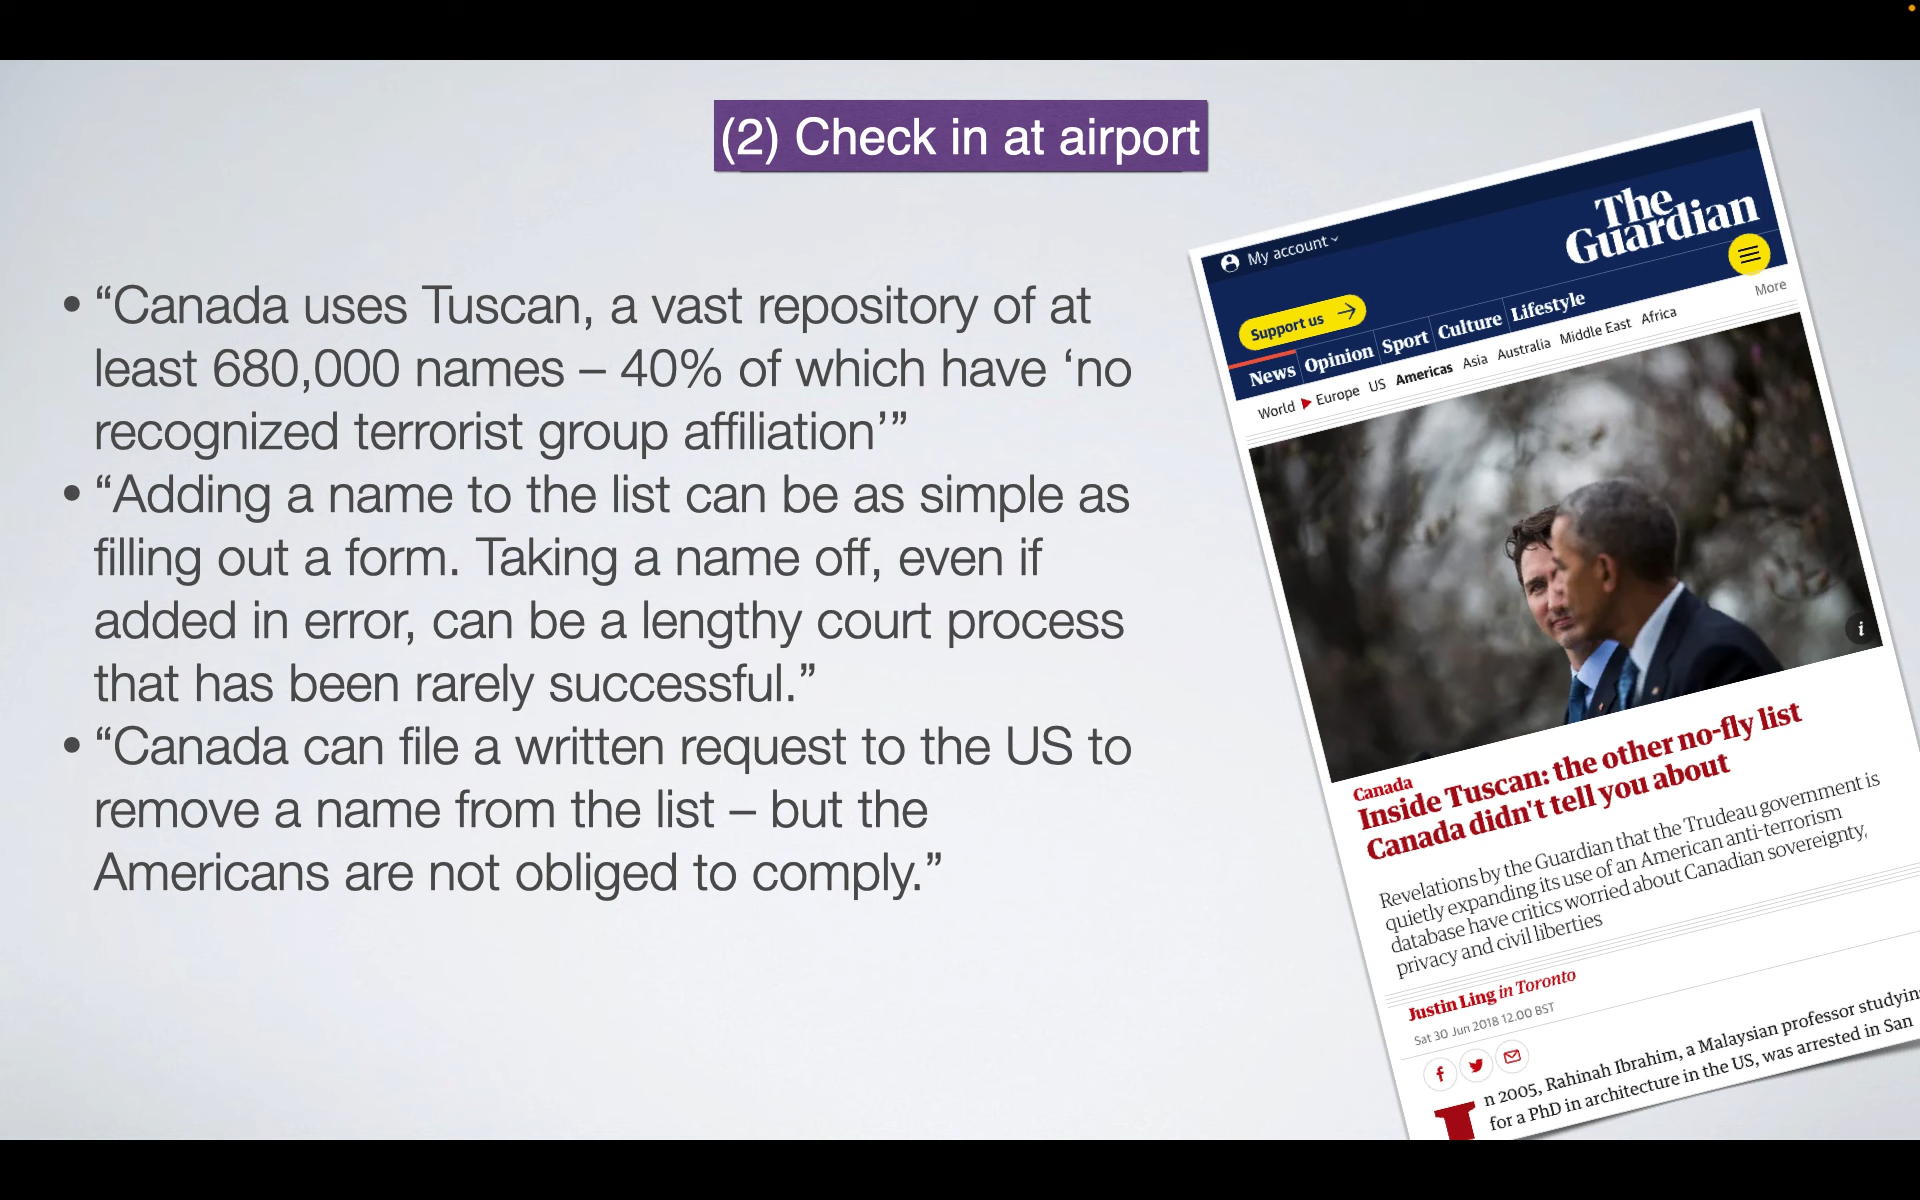 (2) Check in at airport
• “Canada uses Tuscan, a vast repository of at
least 680,000 names – 40% of which have ‘no
recognized terrorist group affiliation’”
• “Adding a name to the list can be as simple as
filling out a form. Taking a name off, even if
added in error, can be a lengthy court process
that has been rarely successful.”
• “Canada can file a written request to the US to
remove a name from the list – but the
Americans are not obliged to comply.”
My account
The
Guardian
Support us
News Opinion Sport Culture Lifestyle
More
World Europe US Americas Asia Australia Middle East Africa
i
Canada
Inside Tuscan: the other no-fly list
Canada didn't tell you about
Revelations by the Guardian that the Trudeau government is
quietly expanding its use of an American anti-terrorism
database have critics worried about Canadian sovereignty,
privacy and civil liberties
Justin Ling in Toronto
Sat 30 Jun 2018 12.00 BST
In 2005, Rahinah Ibrahim, a Malaysian professor studyin
for a PhD in architecture in the US, was arrested in San